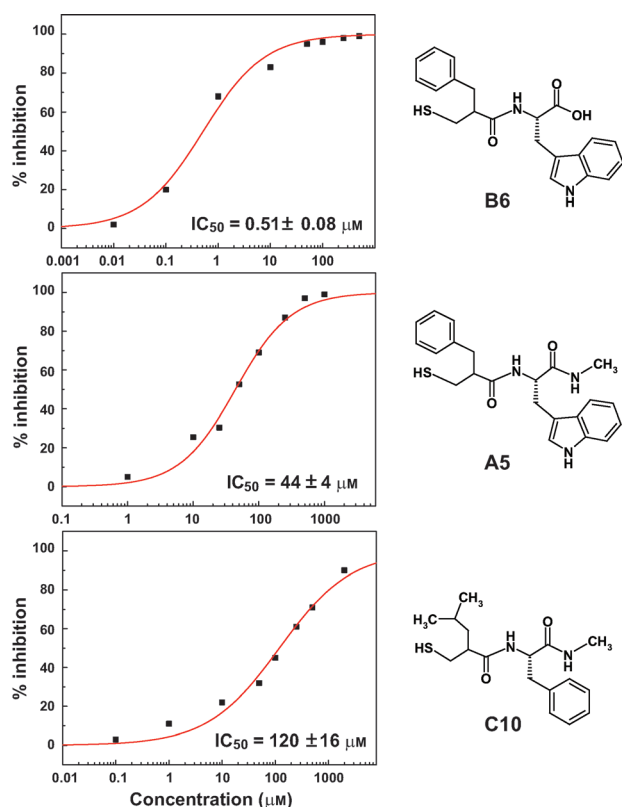 % inhibition
100
80
60
40
20
0
IC50 = 0.51± 0.08 μM
0.001 0.01 0.1 1 10 100
HS
O
H
N
O
OH
N
H
B6
% inhibition
100
80
60
40
20
0
IC50 = 44 ± 4 μM
0.1 1 10 100 1000
HS
O
H
N
O
N
H
CH3
N
H
A5
% inhibition
100
80
60
40
20
0
IC50 = 120 ±16 μM
0.01 0.1 1 10 100 1000
Concentration (μM)
CH3
H3C
HS
O
H
N
O
N
H
CH3
C10